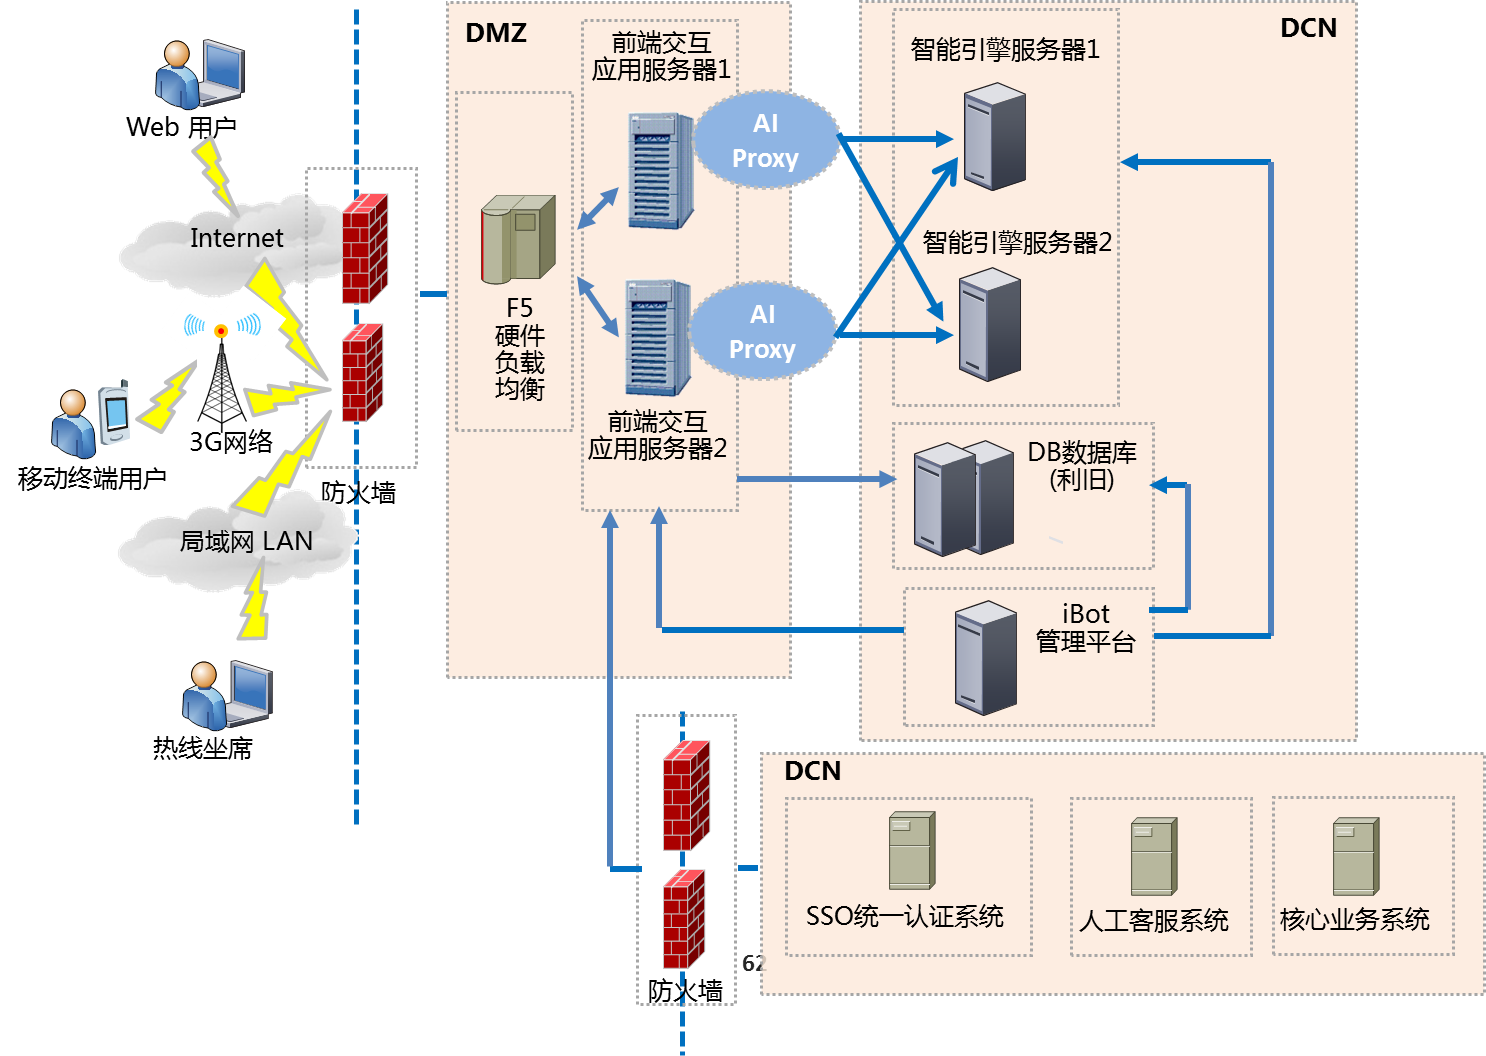 Web 用户
Internet
3G网络
移动终端用户
局域网 LAN
热线坐席
防火墙
DMZ
F5
硬件
负载
均衡
前端交互
应用服务器1
AI
Proxy
AI
Proxy
前端交互
应用服务器2
DCN
智能引擎服务器1
智能引擎服务器2
DB数据库
(利旧)
iBot
管理平台
防火墙
62
DCN
SSO统一认证系统
人工客服系统
核心业务系统